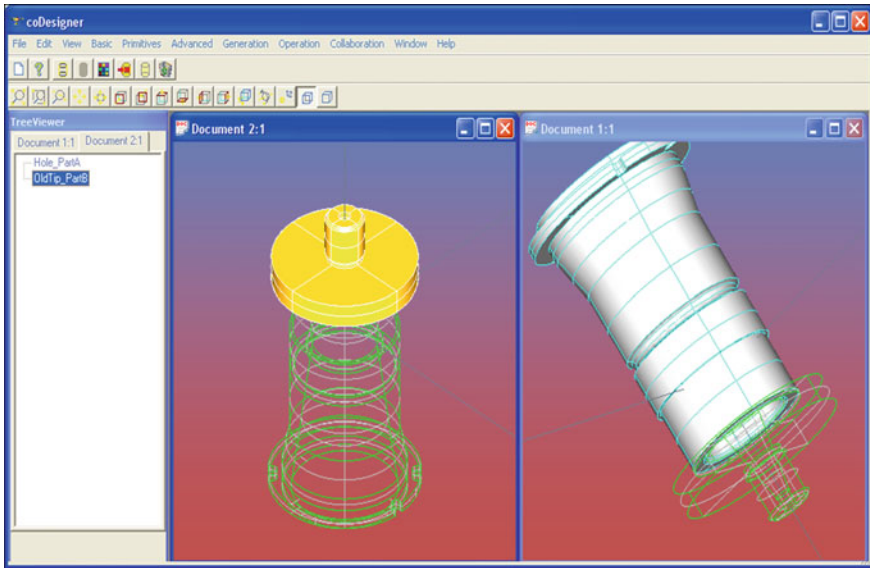 coDesigner
File Edit View Basic Primitives Advanced Generation Operation Collaboration Window Help
TreeViewer
Document 1:1 Document 2:1
Hole_PartA
OldTip_PartB
Document 2:1
Document 1:1